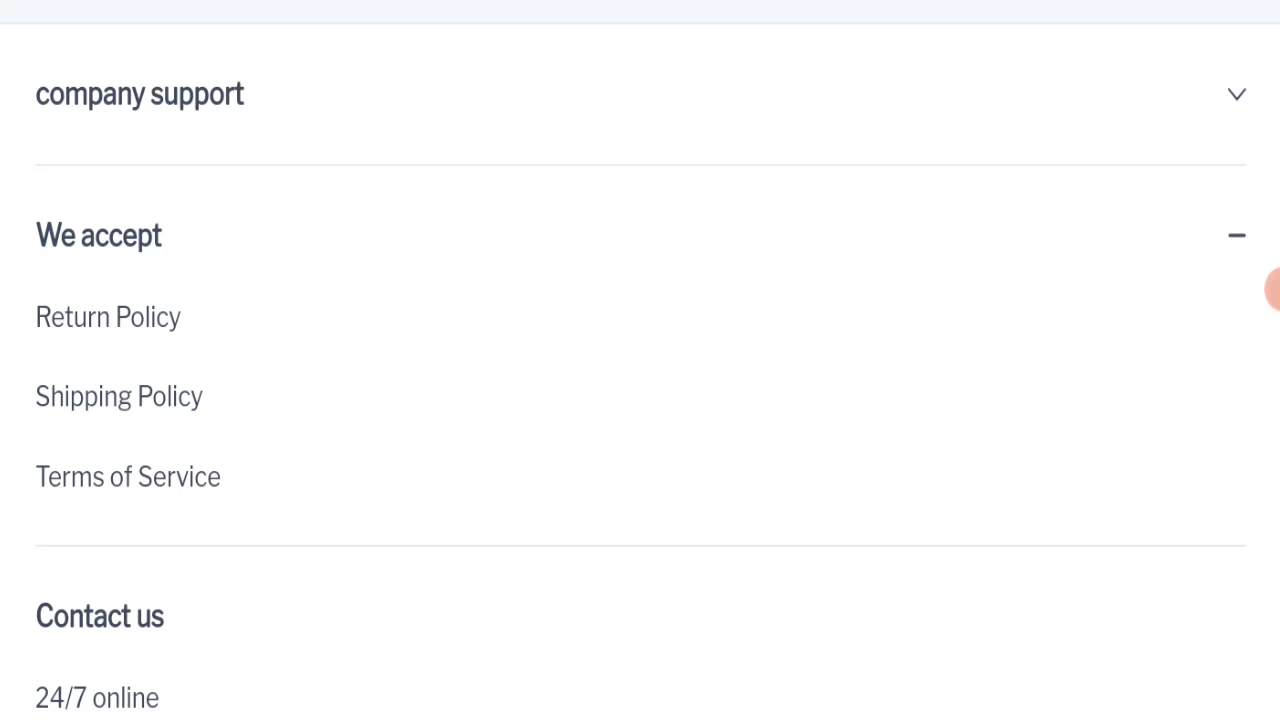 company support
We accept
Return Policy
Shipping Policy
Terms of Service
Contact us
24/7 online